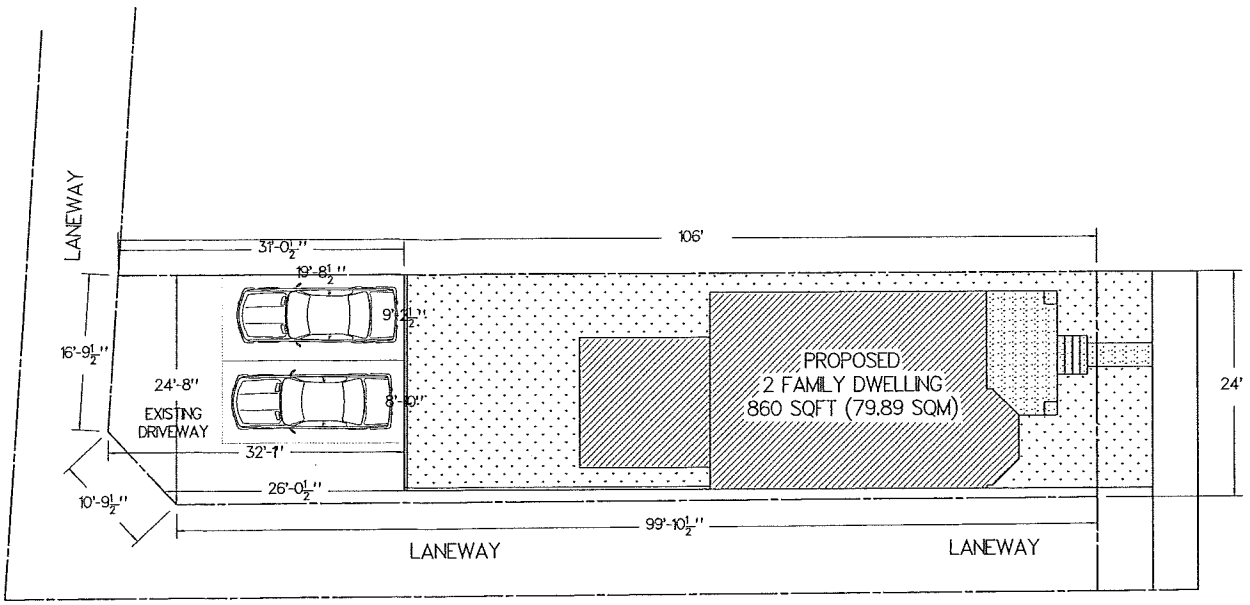 LANEWAY
106'
31'-0½"
19'-8½"
9'-2½"
16'-9½"
24'-8"
EXISTING
DRIVEWAY
8'-10"
32'-1"
26'-0½"
10'-9½"
PROPOSED
2 FAMILY DWELLING
860 SQFT (79.89 SQM)
24'
99'-10½"
LANEWAY
LANEWAY